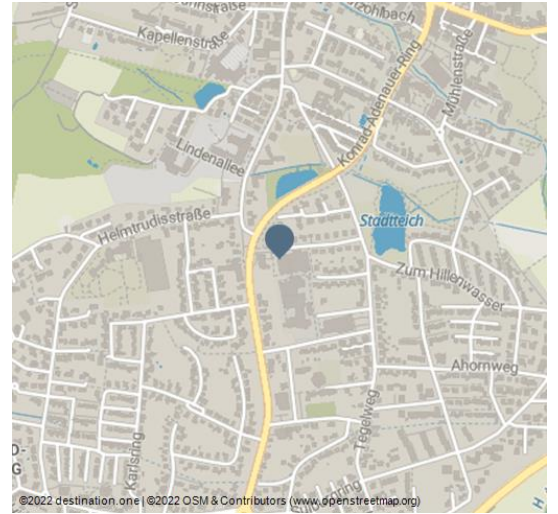 Kapellenstraße
Konrad-Adenauer-Ring
Mühlenstraße
Lindenallee
Helmtrudisstraße
Stadtteich
Zum Hillenwasser
Ahornweg
Karlsring
Tegelweg
©2022 destination.one | ©2022 OSM & Contributors (www.openstreetmap.org)